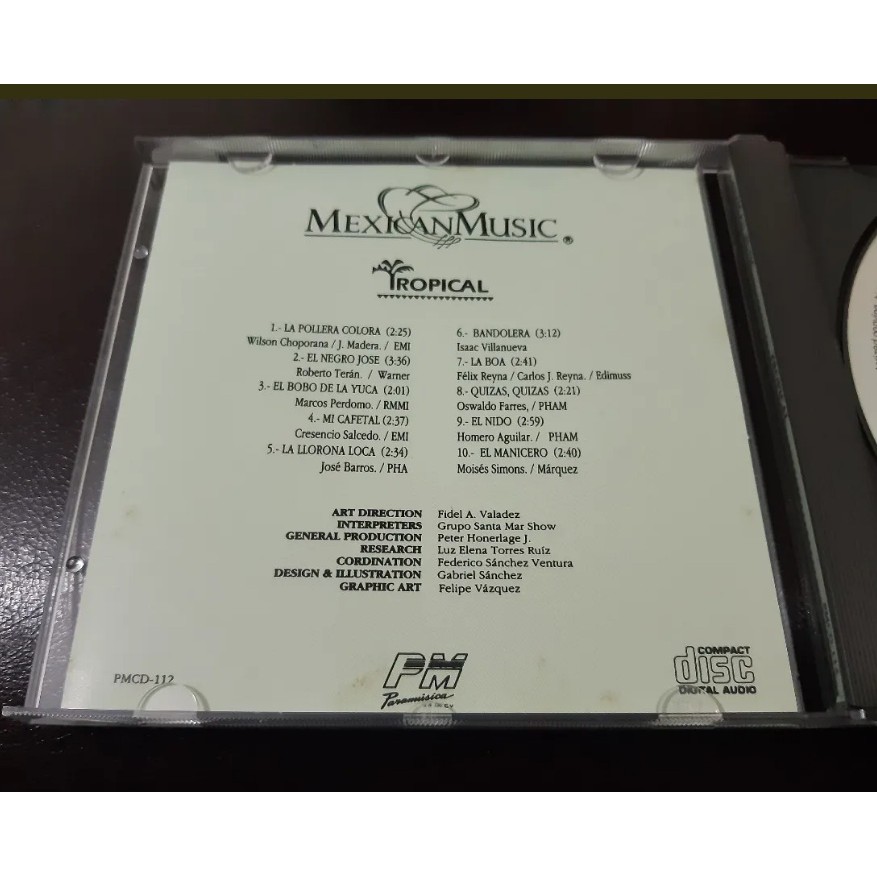 MEXICANMUSIC ®
TROPICAL
1.- LA POLLERA COLORA (2:25)
Wilson Choporana / J. Madera. / EMI
2.- EL NEGRO JOSE (3:36)
Roberto Terán. / Warner
3.- EL BOBO DE LA YUCA (2:01)
Marcos Perdomo. / RMMI
4.- MI CAFETAL (2:37)
Cresencio Salcedo. / EMI
5.- LA LLORONA LOCA (2:34)
José Barros. / PHA
6.- BANDOLERA (3:12)
Isaac Villanueva
7.- LA BOA (2:41)
Félix Reyna / Carlos J. Reyna. / Edimuss
8.- QUIZAS, QUIZAS (2:21)
Oswaldo Farres, / PHAM
9.- EL NIDO (2:59)
Homero Aguilar. / PHAM
10.- EL MANICERO (2:40)
Moisés Simons. / Márquez
ART DIRECTION Fidel A. Valadez
INTERPRETERS Grupo Santa Mar Show
GENERAL PRODUCTION Peter Honerlage J.
RESEARCH Luz Elena Torres Ruíz
CORDINATION Federico Sánchez Ventura
DESIGN & ILLUSTRATION Gabriel Sánchez
GRAPHIC ART Felipe Vázquez
PMCD-112
PM
Paramúsica
COMPACT
disc
DIGITAL AUDIO